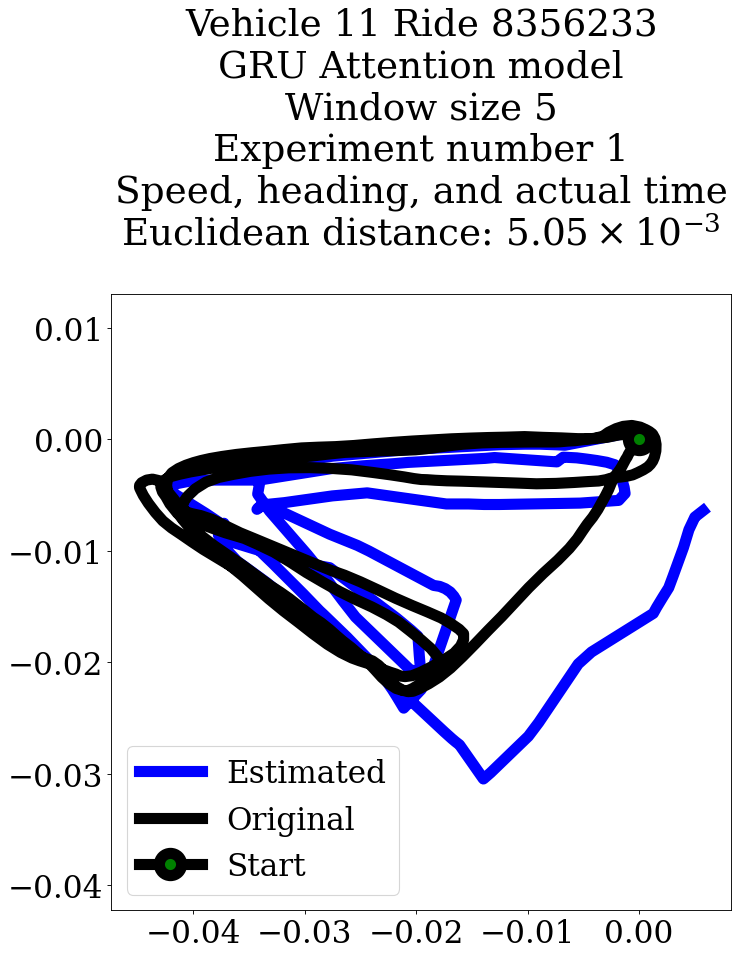 Vehicle 11 Ride 8356233
GRU Attention model
Window size 5
Experiment number 1
Speed, heading, and actual time
Euclidean distance: 5.05 × 10⁻³
0.01
0.00
−0.01
−0.02
−0.03
−0.04
Estimated
Original
Start
−0.04 −0.03 −0.02 −0.01 0.00